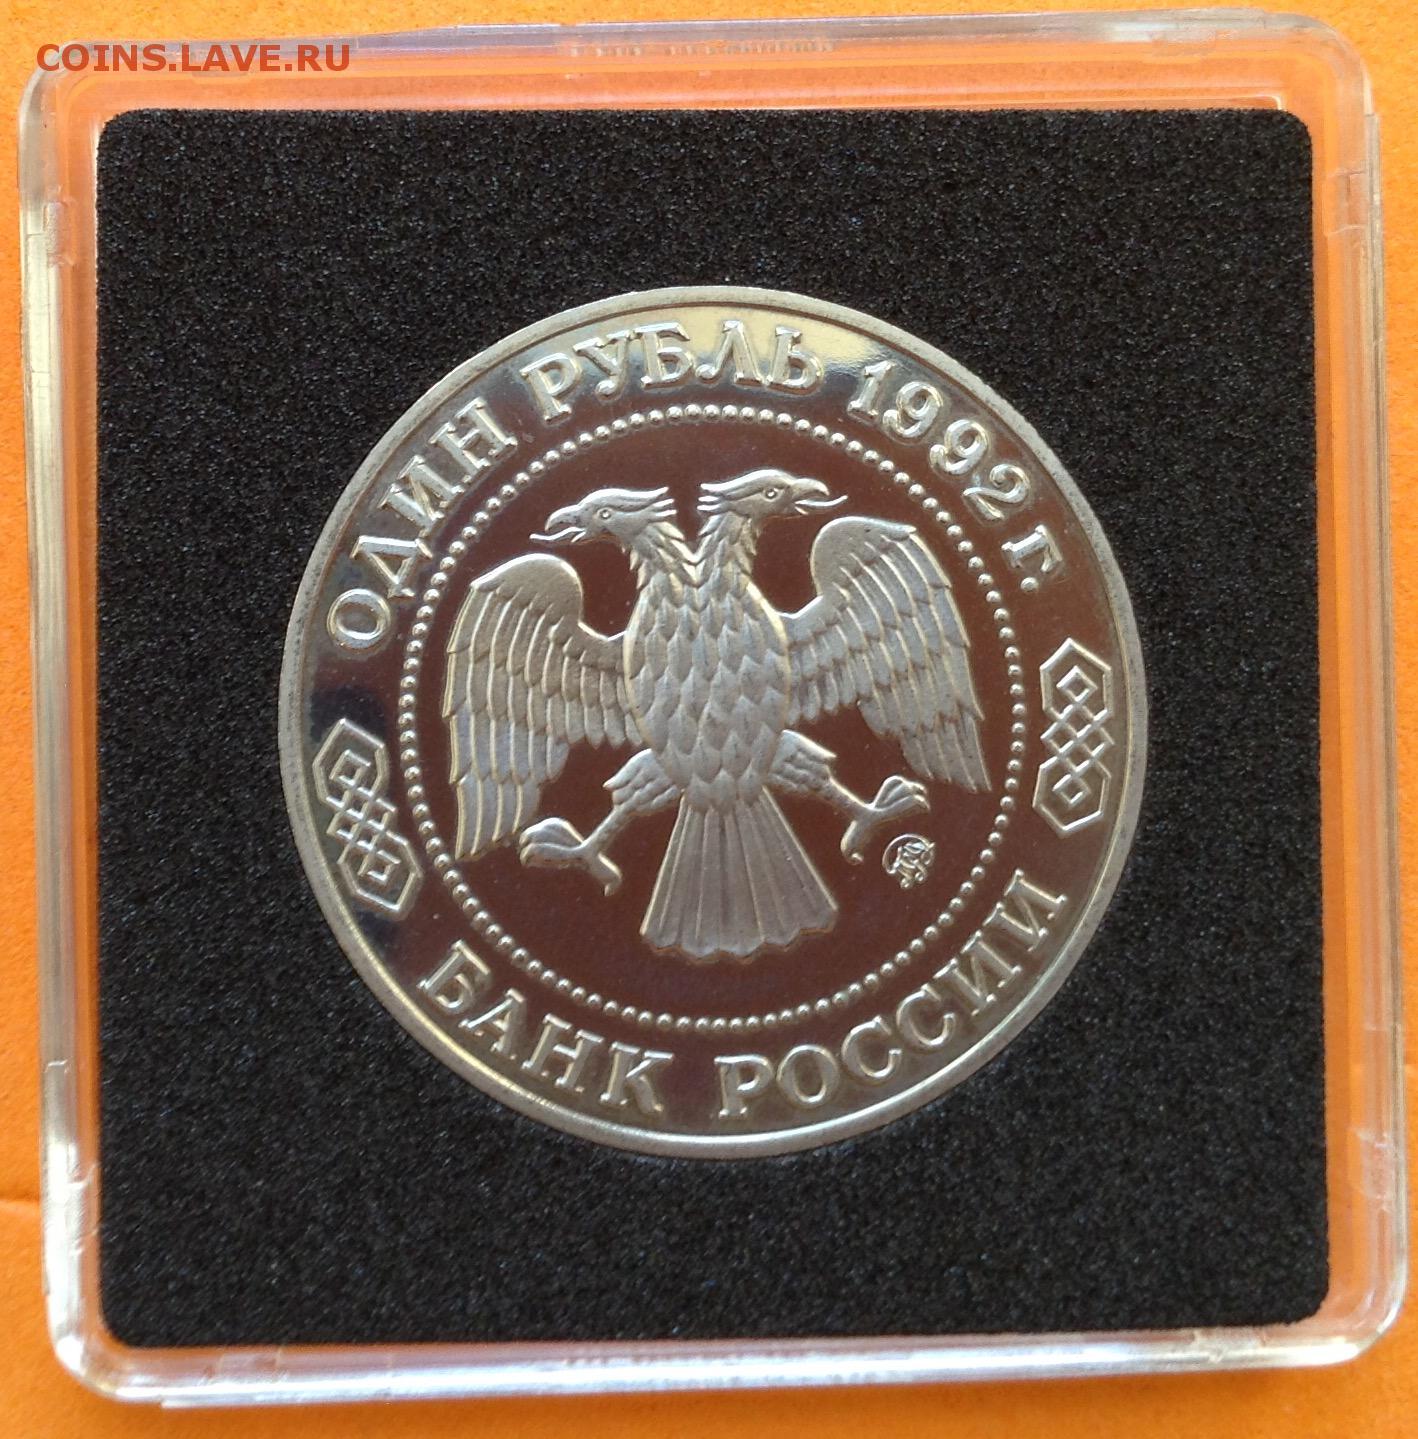 COINS.LAVE.RU
ОДИН РУБЛЬ 1992 г.
БАНК РОССИИ